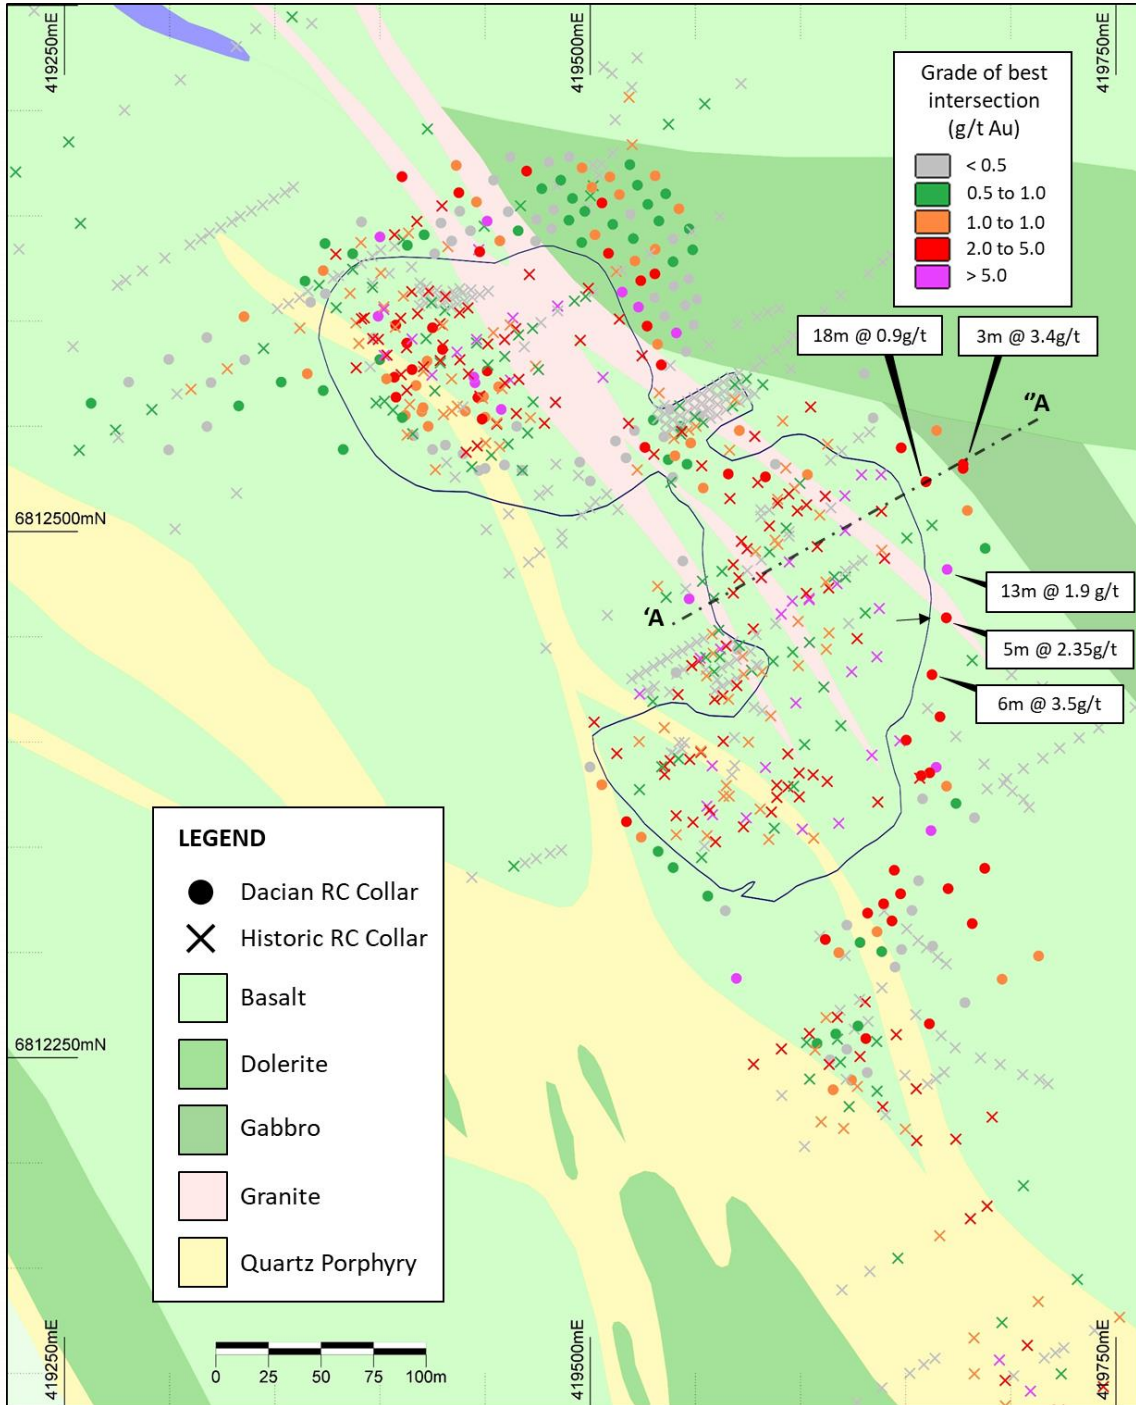 419250mE
419500mE
419750mE
Grade of best
intersection
(g/t Au)
< 0.5
0.5 to 1.0
1.0 to 1.0
2.0 to 5.0
> 5.0
18m @ 0.9g/t
3m @ 3.4g/t
‘’A
6812500mN
13m @ 1.9 g/t
‘A
5m @ 2.35g/t
6m @ 3.5g/t
LEGEND
Dacian RC Collar
Historic RC Collar
Basalt
Dolerite
Gabbro
Granite
Quartz Porphyry
6812250mN
0 25 50 75 100m
419250mE
419500mE
419750mE